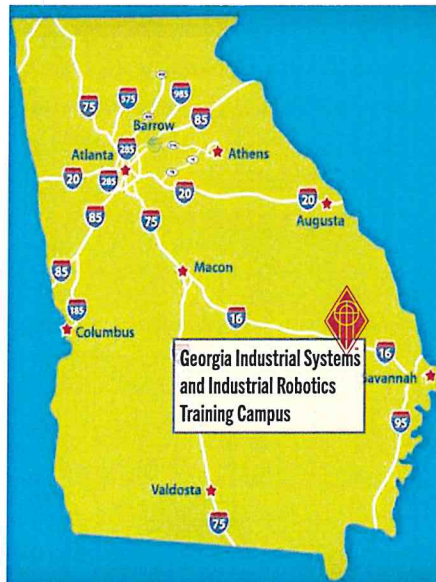 575
985
75
85
Barrow
285
Atlanta
Athens
20
285
20
20
85
75
Augusta
85
Macon
185
16
Columbus
Georgia Industrial Systems
and Industrial Robotics
Training Campus
16
Savannah
95
Valdosta
75